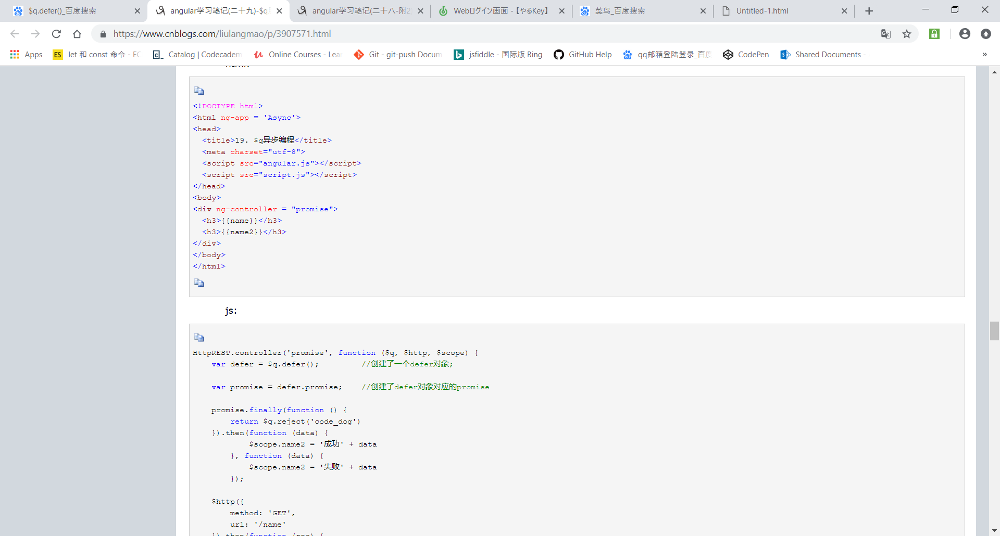 $q.defer()_百度搜索
angular学习笔记(二十九)-$q
angular学习笔记(二十八-附2
Webログイン画面 -【やるKey】
菜鸟_百度搜索
Untitled-1.html
https://www.cnblogs.com/liulangmao/p/3907571.html
Apps
ES let 和 const 命令 - EC
Catalog | Codecadem
Online Courses - Lea
Git - git-push Docum
jsfiddle - 国际版 Bing
GitHub Help
qq邮箱登陆登录_百度
CodePen
Shared Documents -
»
html:
<!DOCTYPE html>
<html ng-app = 'Async'>
<head>
  <title>19. $q异步编程</title>
  <meta charset="utf-8">
  <script src="angular.js"></script>
  <script src="script.js"></script>
</head>
<body>
<div ng-controller = "promise">
  <h3>{{name}}</h3>
  <h3>{{name2}}</h3>
</div>
</body>
</html>
js:
HttpREST.controller('promise', function ($q, $http, $scope) {
    var defer = $q.defer();         //创建了一个defer对象;
    var promise = defer.promise;    //创建了defer对象对应的promise
    promise.finally(function () {
        return $q.reject('code_dog')
    }).then(function (data) {
            $scope.name2 = '成功' + data
        }, function (data) {
            $scope.name2 = '失败' + data
        });
    $http({
        method: 'GET',
        url: '/name'
    }).then(function (res) {